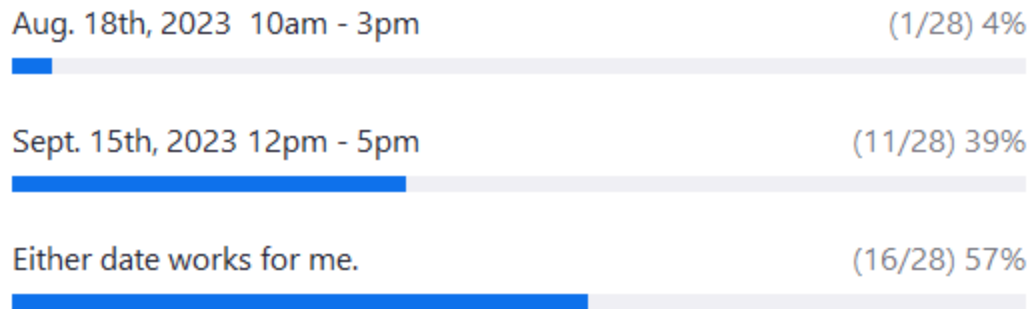 Aug. 18th, 2023  10am - 3pm (1/28) 4%
Sept. 15th, 2023 12pm - 5pm (11/28) 39%
Either date works for me. (16/28) 57%